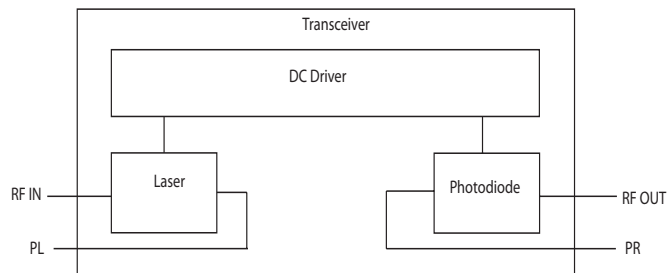 Transceiver
DC Driver
Laser
Photodiode
RF IN
RF OUT
PL
PR